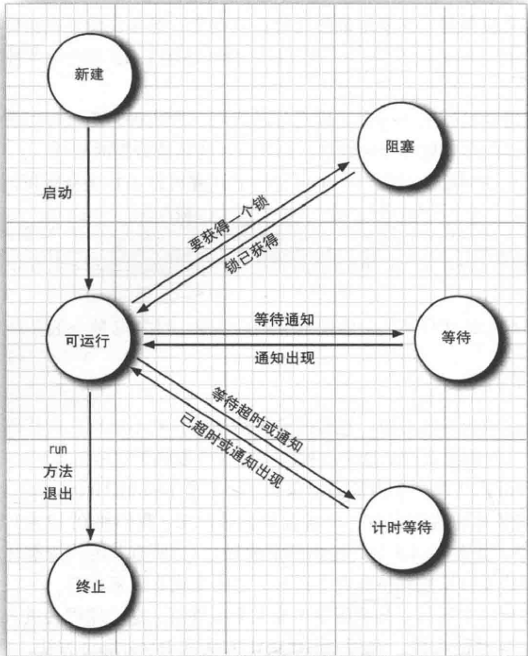 新建
阻塞
启动
要获得一个锁
锁已获得
等待通知
可运行
等待
通知出现
等待超时或通知
已超时或通知出现
run
方法
退出
计时等待
终止